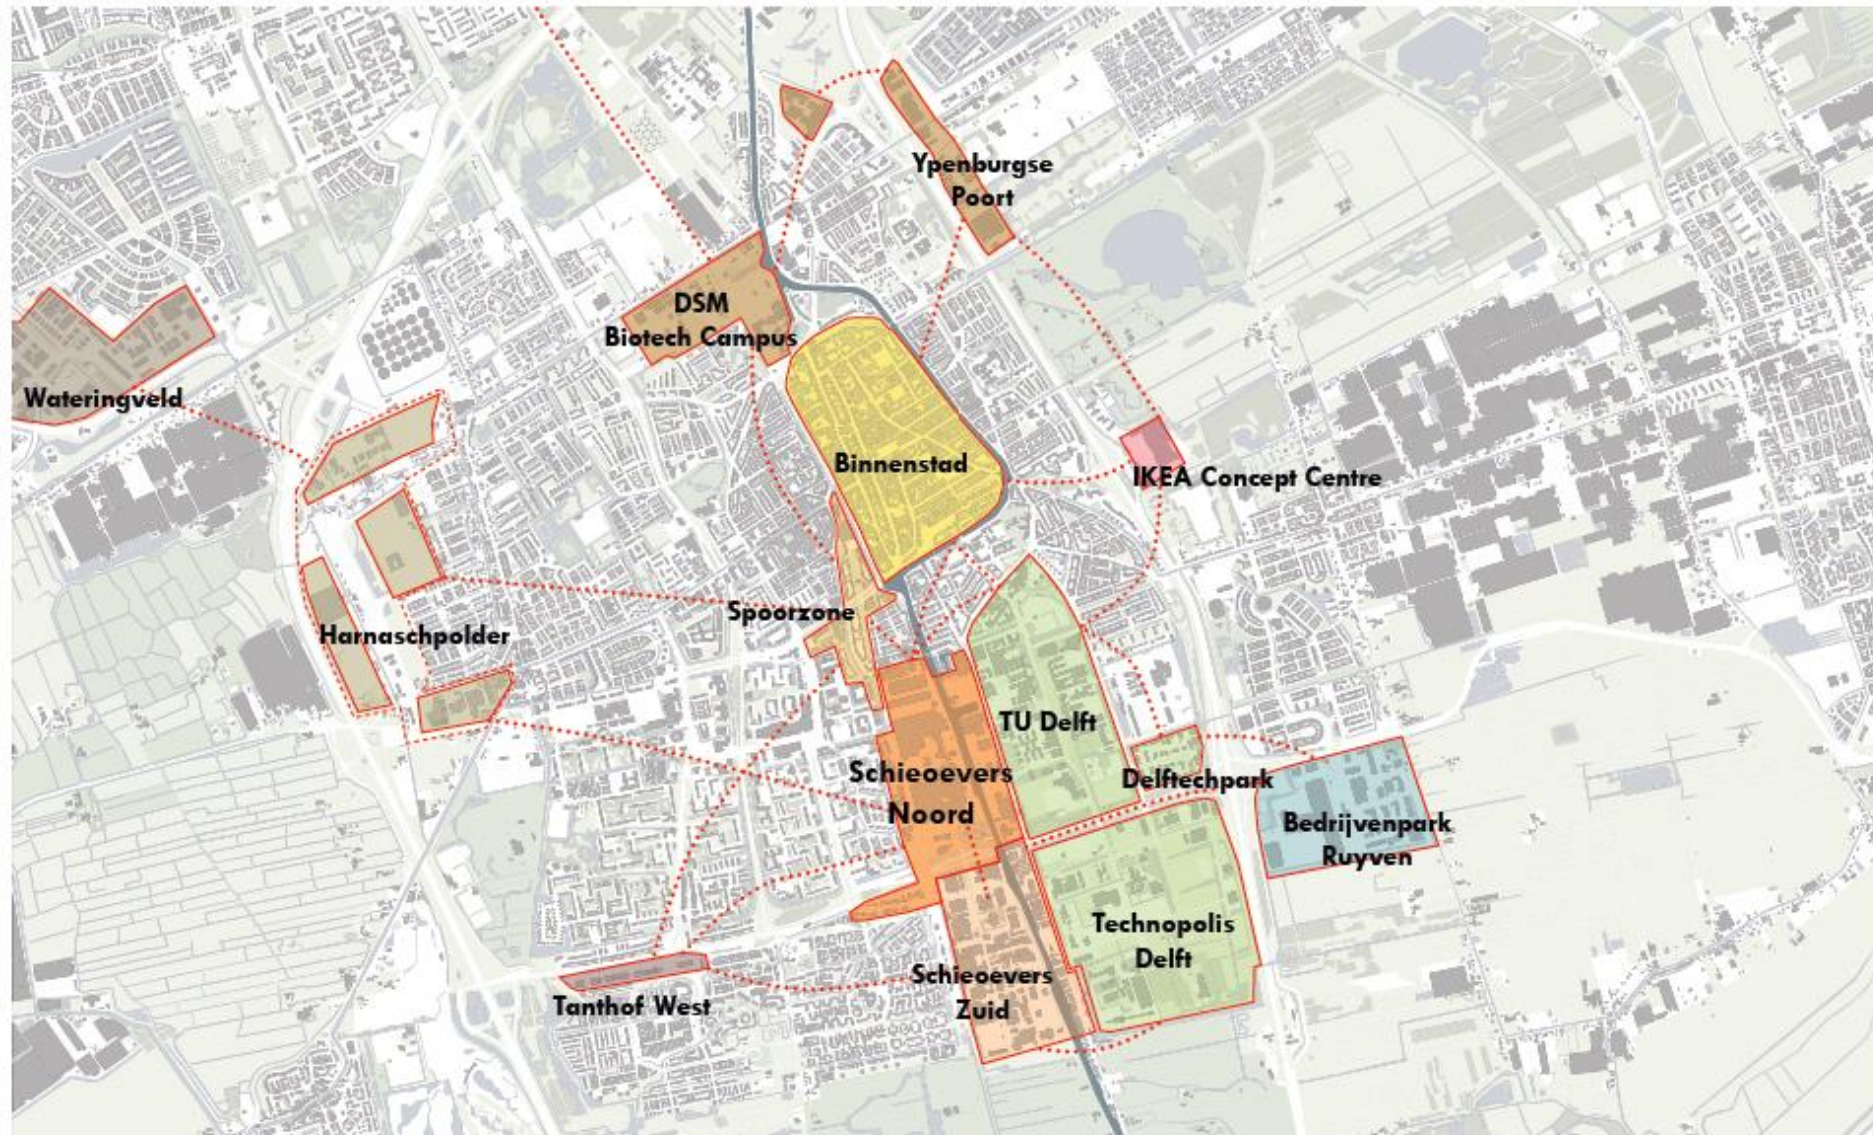 Ypenburgse
Poort
DSM
Biotech Campus
Wateringveld
Binnenstad
IKEA Concept Centre
Spoorzone
Harnaschpolder
TU Delft
Schieoevers
Noord
Delftechpark
Bedrijvenpark
Ruyven
Technopolis
Delft
Schieoevers
Zuid
Tanthof West